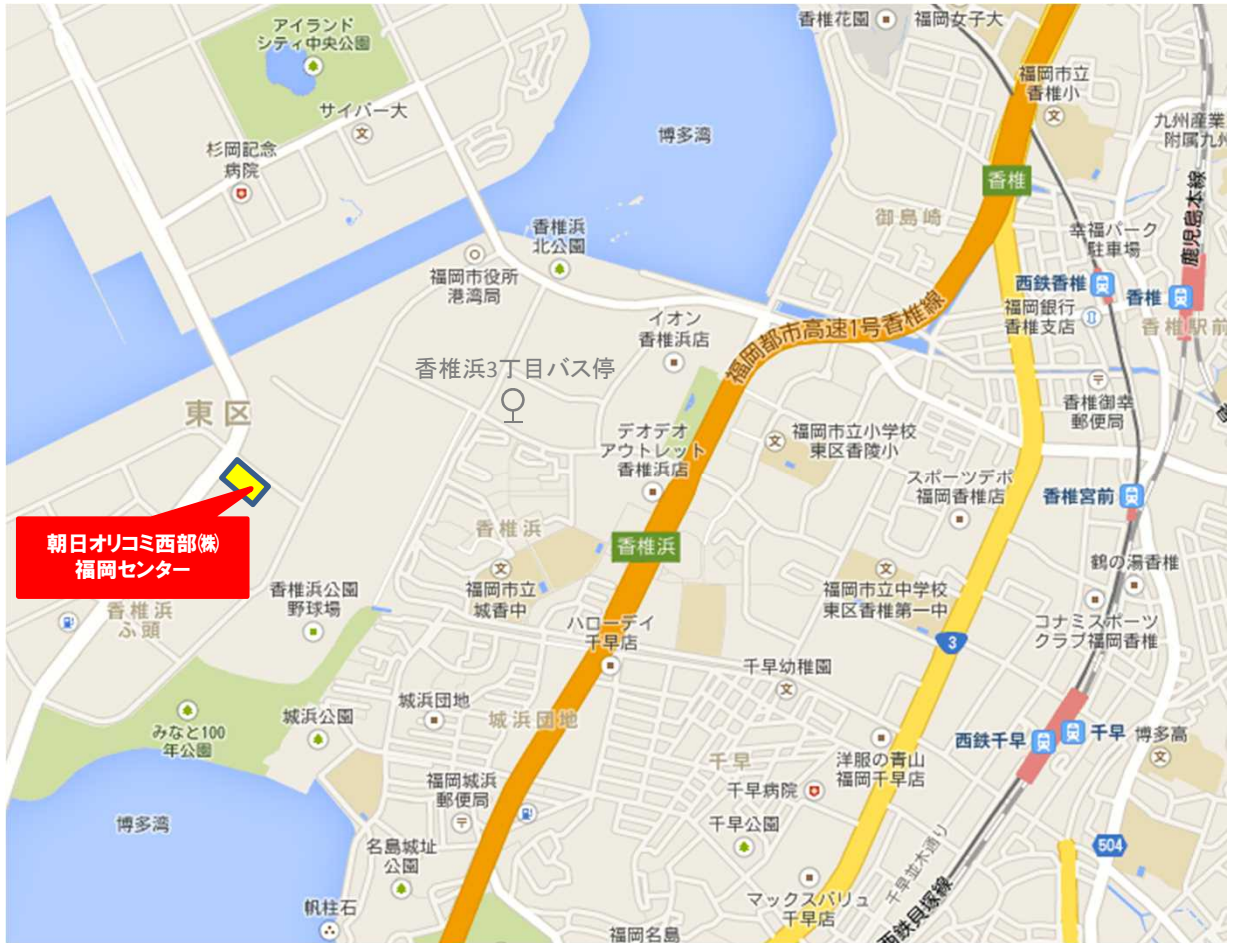 アイランド
シティ中央公園
香椎花園
福岡女子大
福岡市立
香椎小
サイバー大
九州産業
附属九州
博多湾
杉岡記念
病院
香椎
鹿児島本線
御島崎
香椎浜
北公園
幸福パーク
駐車場
福岡市役所
港湾局
西鉄香椎
香椎
福岡銀行
香椎支店
香椎駅前
イオン
香椎浜店
福岡都市高速1号香椎線
香椎浜3丁目バス停
香椎御幸
郵便局
東区
デオデオ
アウトレット
香椎浜店
福岡市立小学校
東区香陵小
スポーツデポ
福岡香椎店
香椎宮前
朝日オリコミ西部㈱
福岡センター
香椎浜
香椎浜
鶴の湯香椎
香椎浜公園
野球場
福岡市立
城香中
福岡市立中学校
東区香椎第一中
香椎浜
ふ頭
ハローデイ
千早店
コナミスポーツ
クラブ福岡香椎
3
千早幼稚園
城浜団地
城浜団地
城浜公園
みなと100
年公園
西鉄千早
千早
博多高
千早
洋服の青山
福岡千早店
福岡城浜
郵便局
千早病院
千早公園
博多湾
504
名島城址
公園
千早並木通り
マックスバリュ
千早店
西鉄貝塚線
帆柱石
福岡名島